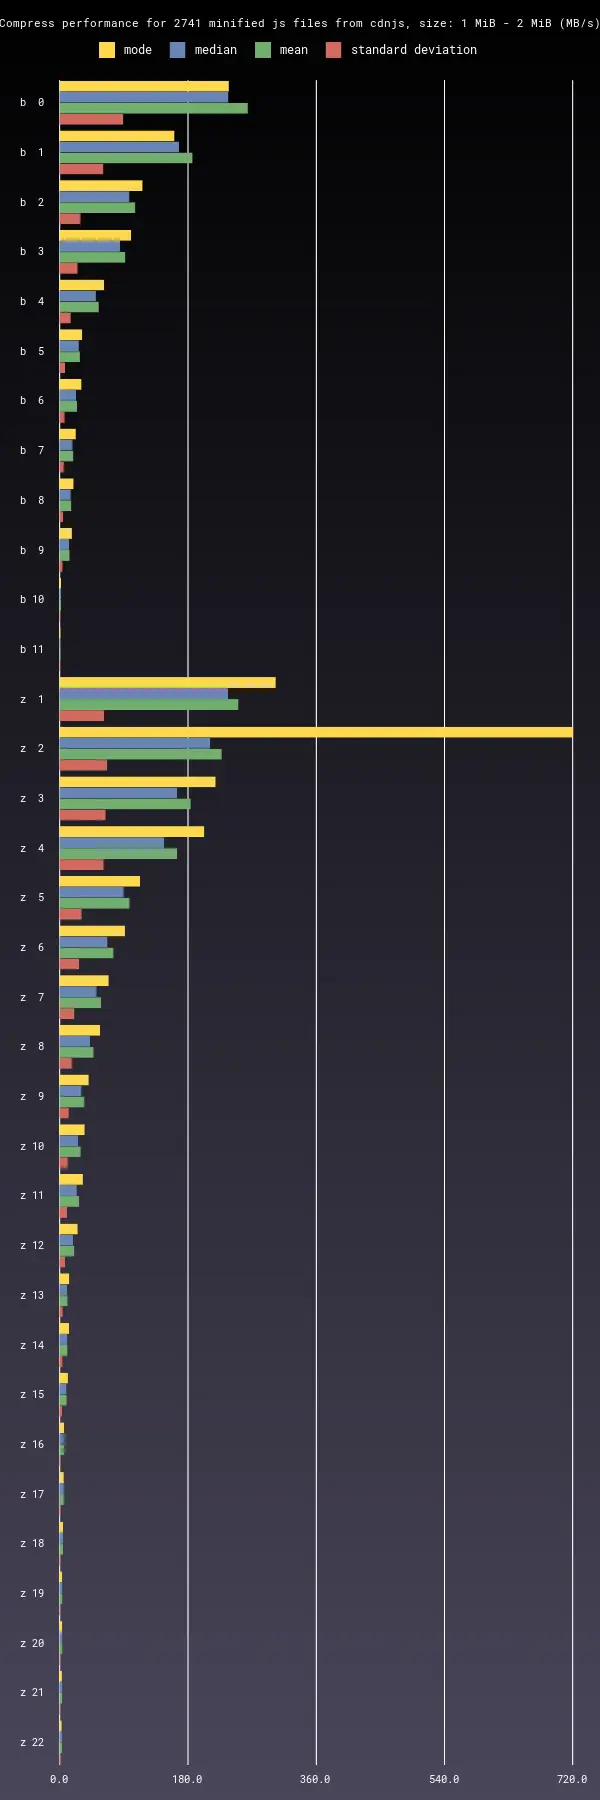 Compress performance for 2741 minified js files from cdnjs, size: 1 MiB - 2 MiB (MB/s)
mode median mean standard deviation
b 0
b 1
b 2
b 3
b 4
b 5
b 6
b 7
b 8
b 9
b 10
b 11
z 1
z 2
z 3
z 4
z 5
z 6
z 7
z 8
z 9
z 10
z 11
z 12
z 13
z 14
z 15
z 16
z 17
z 18
z 19
z 20
z 21
z 22
0.0 180.0 360.0 540.0 720.0